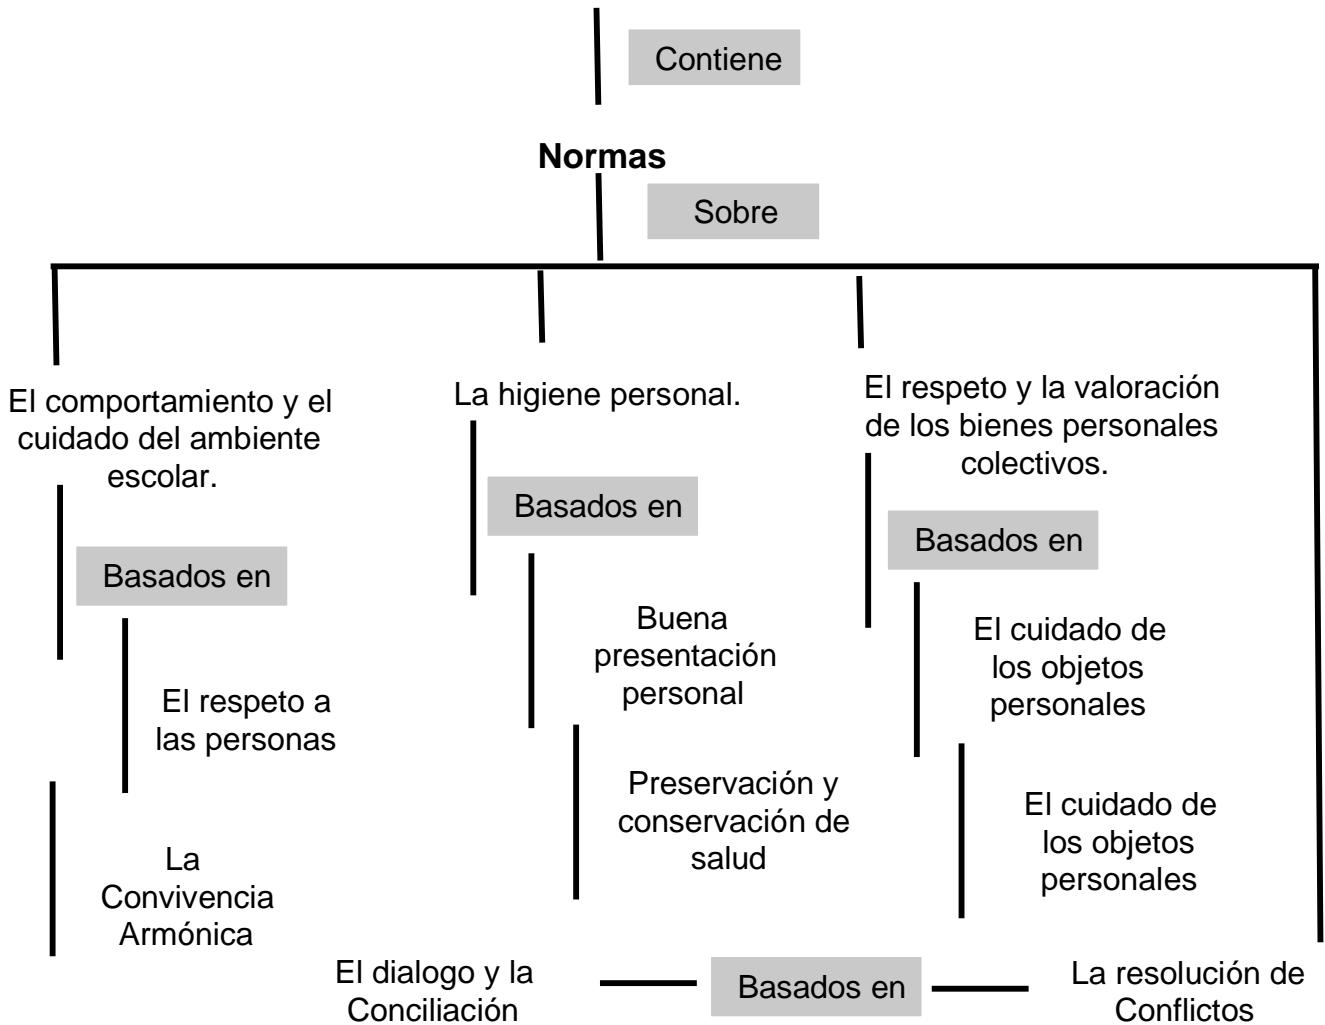 Contiene
Normas
Sobre
El comportamiento y el
cuidado del ambiente
escolar.
Basados en
El respeto a
las personas
La
Convivencia
Armónica
La higiene personal.
Basados en
Buena
presentación
personal
Preservación y
conservación de
salud
El respeto y la valoración
de los bienes personales
colectivos.
Basados en
El cuidado de
los objetos
personales
El cuidado de
los objetos
personales
La resolución de
Conflictos
Basados en
El dialogo y la
Conciliación